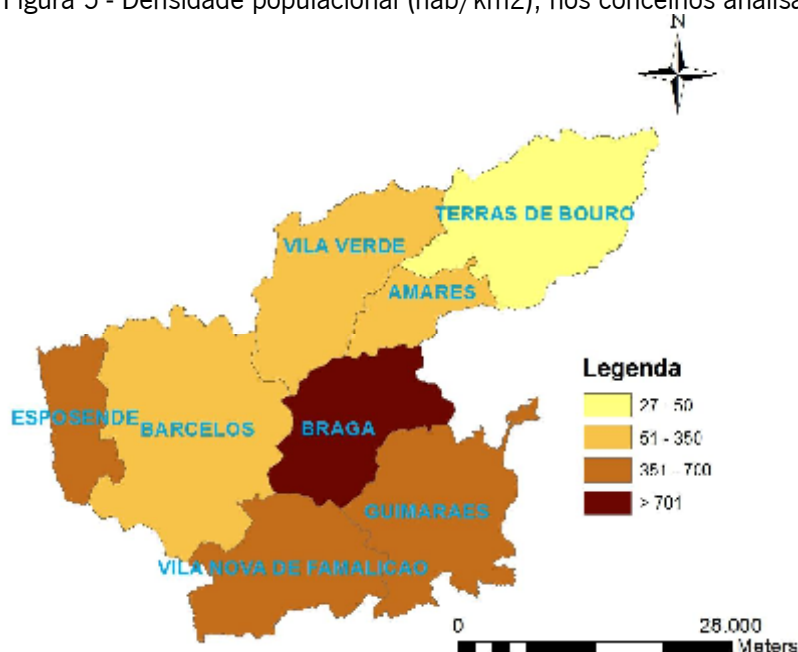 Figura 5 - Densidade populacional (hab/km2), nos concelhos analisa
N
TERRAS DE BOURO
VILA VERDE
AMARES
ESPOSENDE
BARCELOS
BRAGA
GUIMARAES
VILA NOVA DE FAMALICAO
Legenda
27 - 50
51 - 350
351 - 700
> 701
0 28.000
Meters